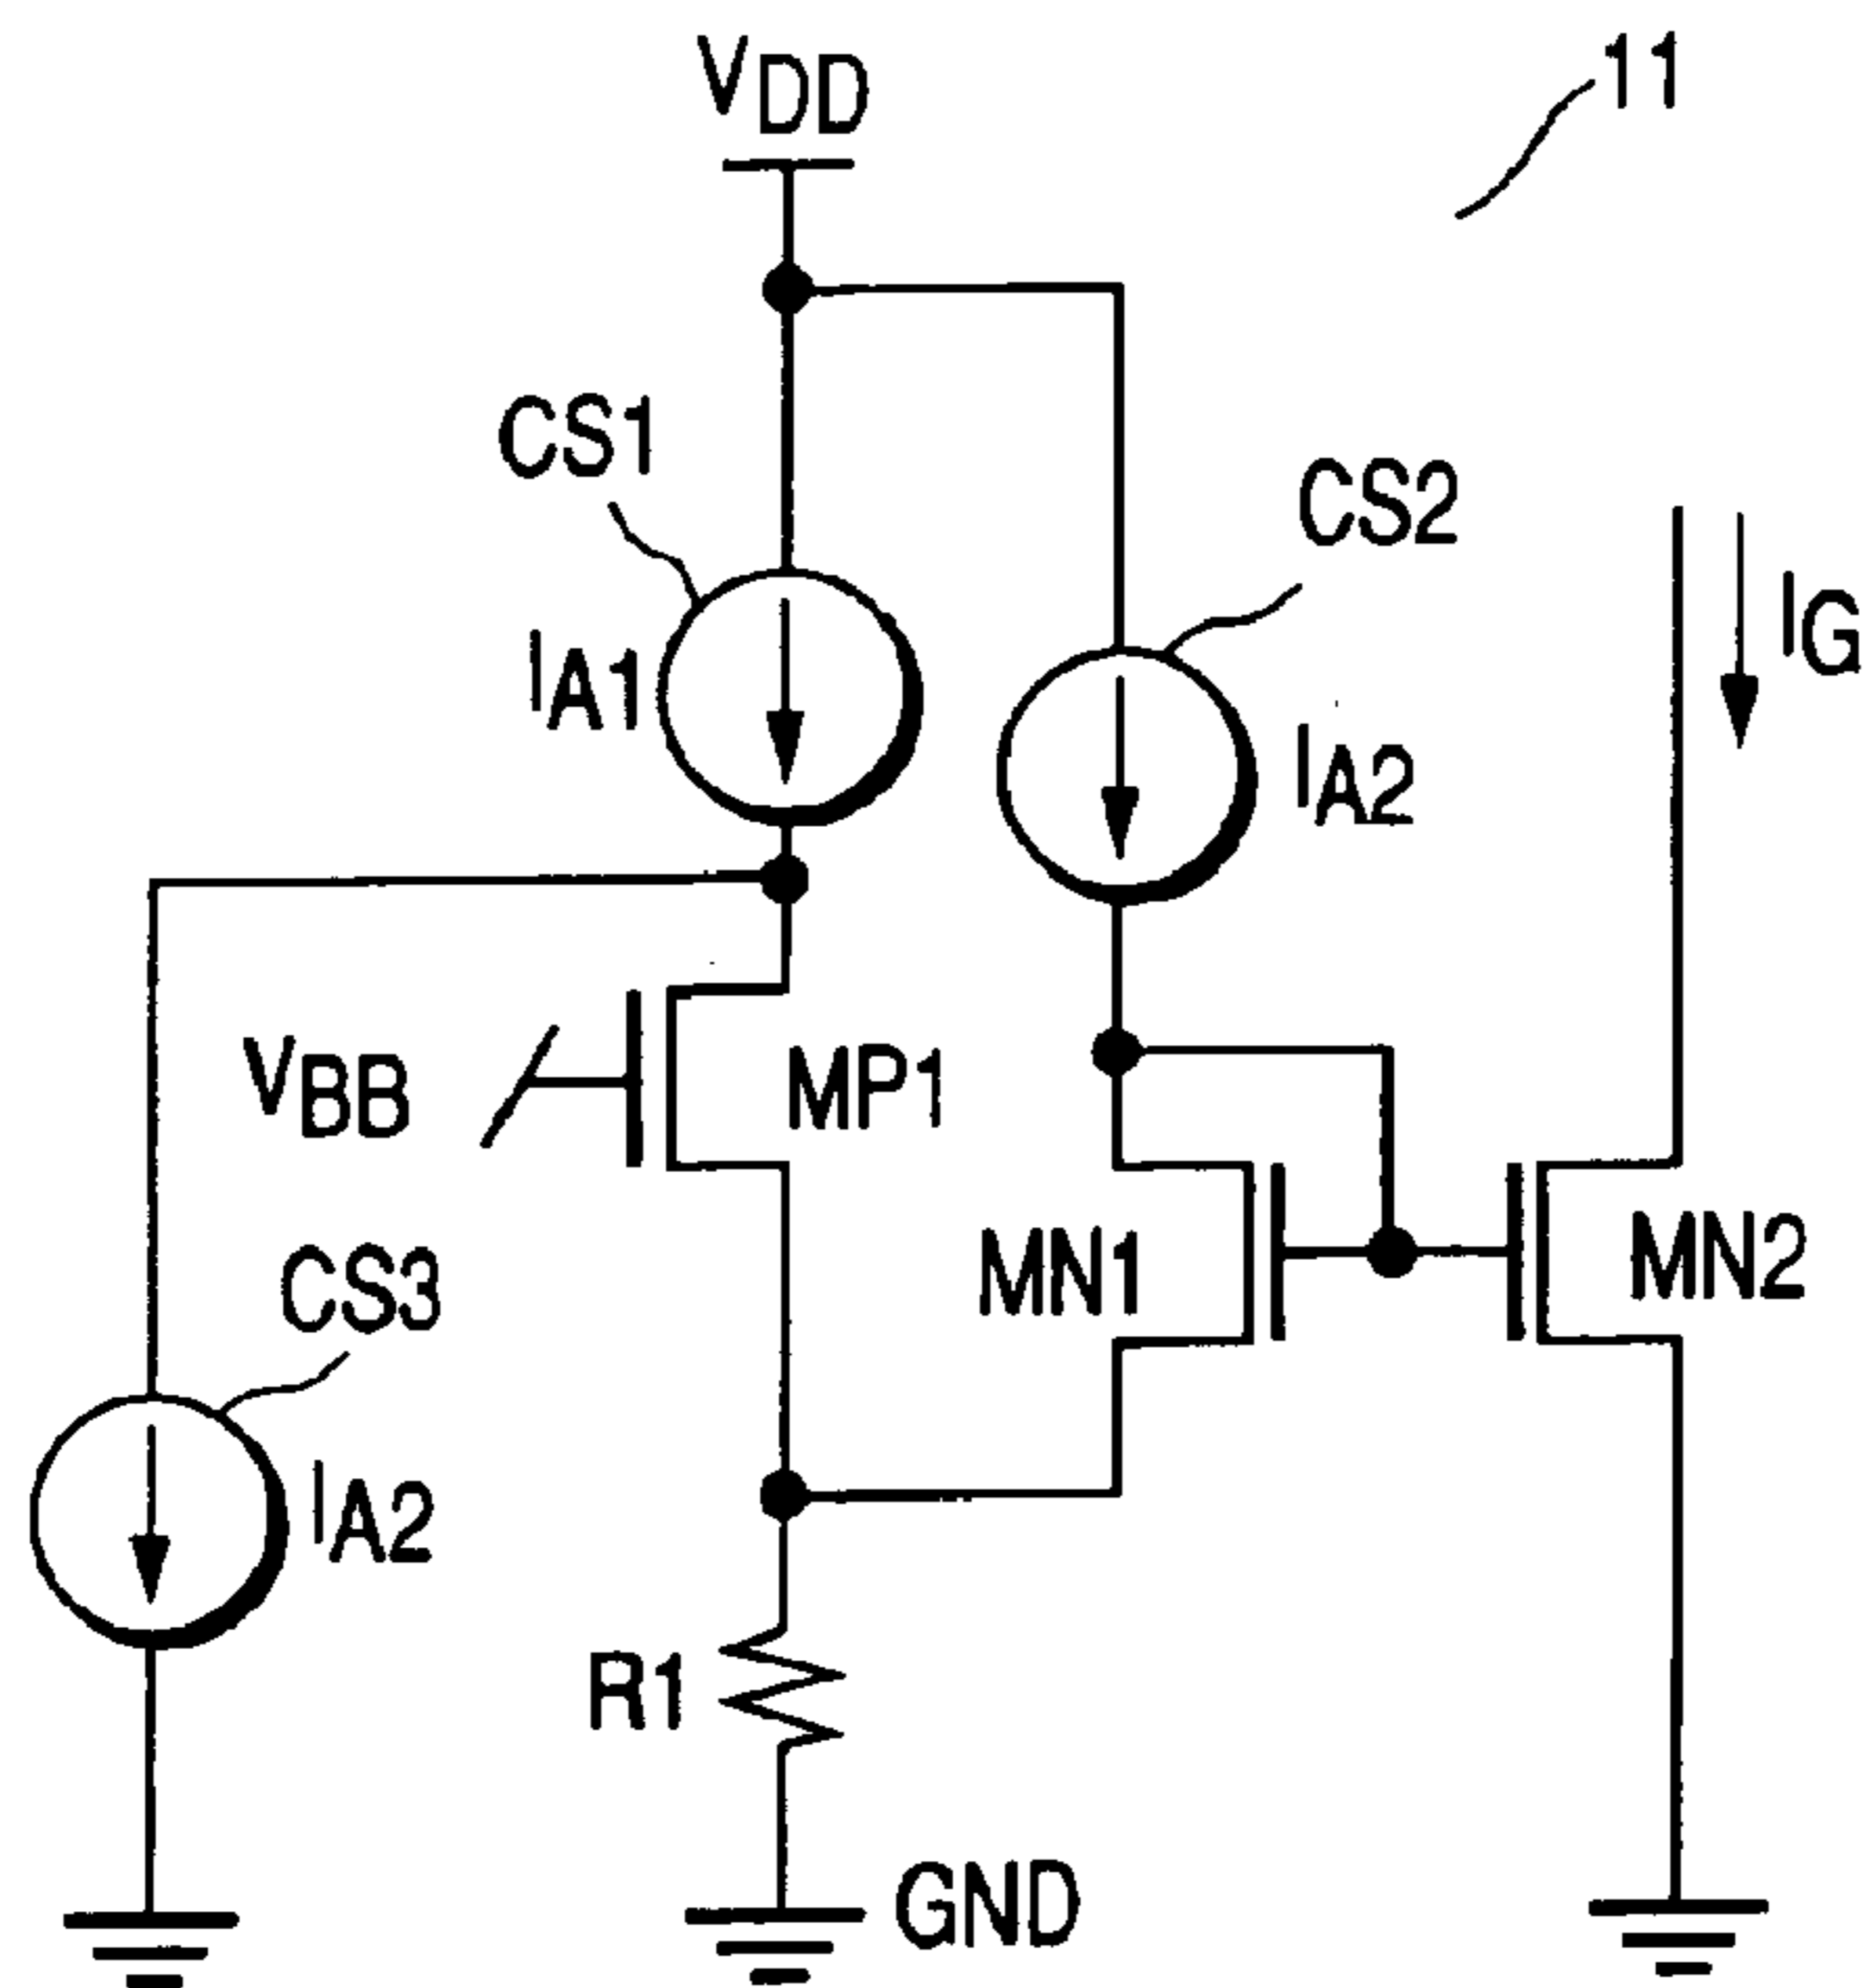 VDD
11
CS1
CS2
IA1
IG
IA2
VBB
MP1
CS3
MN1
MN2
IA2
R1
GND